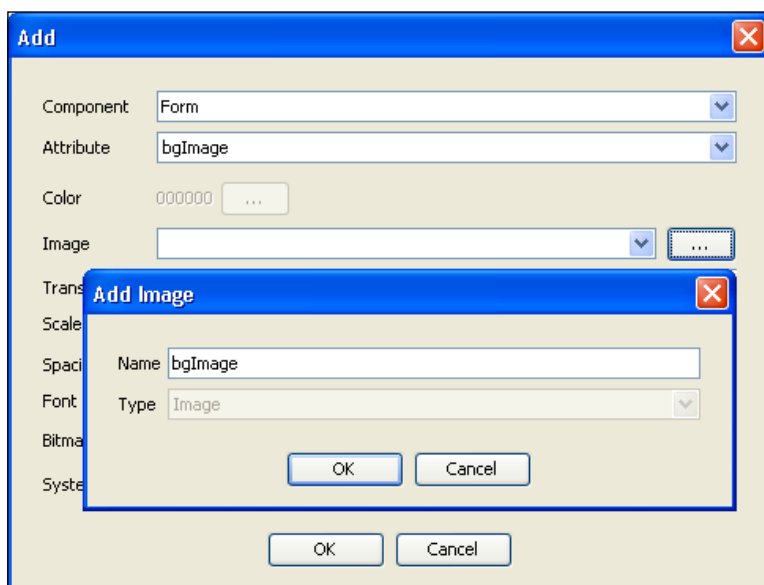 Add
Component Form
Attribute bgImage
Color 000000 ...
Image ...
Trans
Add Image
Scale
Name bgImage
Spaci
Type Image
Font
Bitma
OK Cancel
Syste
OK Cancel